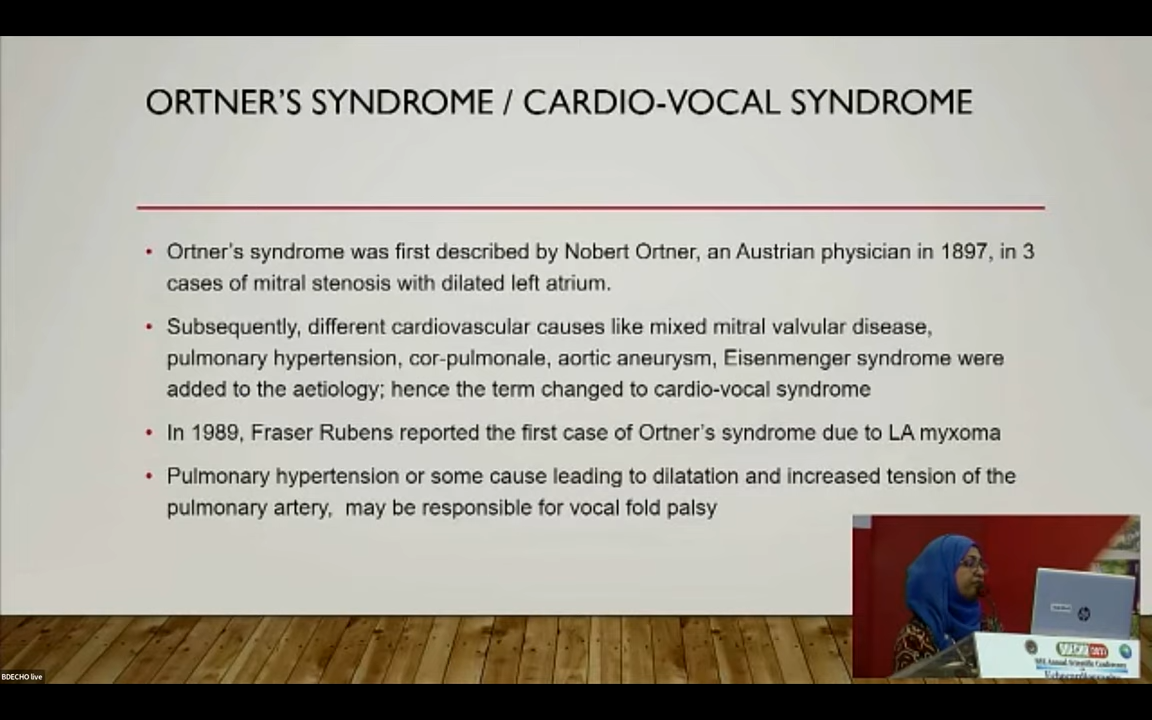 ORTNER'S SYNDROME / CARDIO-VOCAL SYNDROME
• Ortner's syndrome was first described by Nobert Ortner, an Austrian physician in 1897, in 3
cases of mitral stenosis with dilated left atrium.
• Subsequently, different cardiovascular causes like mixed mitral valvular disease,
pulmonary hypertension, cor-pulmonale, aortic aneurysm, Eisenmenger syndrome were
added to the aetiology; hence the term changed to cardio-vocal syndrome
• In 1989, Fraser Rubens reported the first case of Ortner's syndrome due to LA myxoma
• Pulmonary hypertension or some cause leading to dilatation and increased tension of the
pulmonary artery, may be responsible for vocal fold palsy
hp
Annual Scientific Conference
BDECHO live